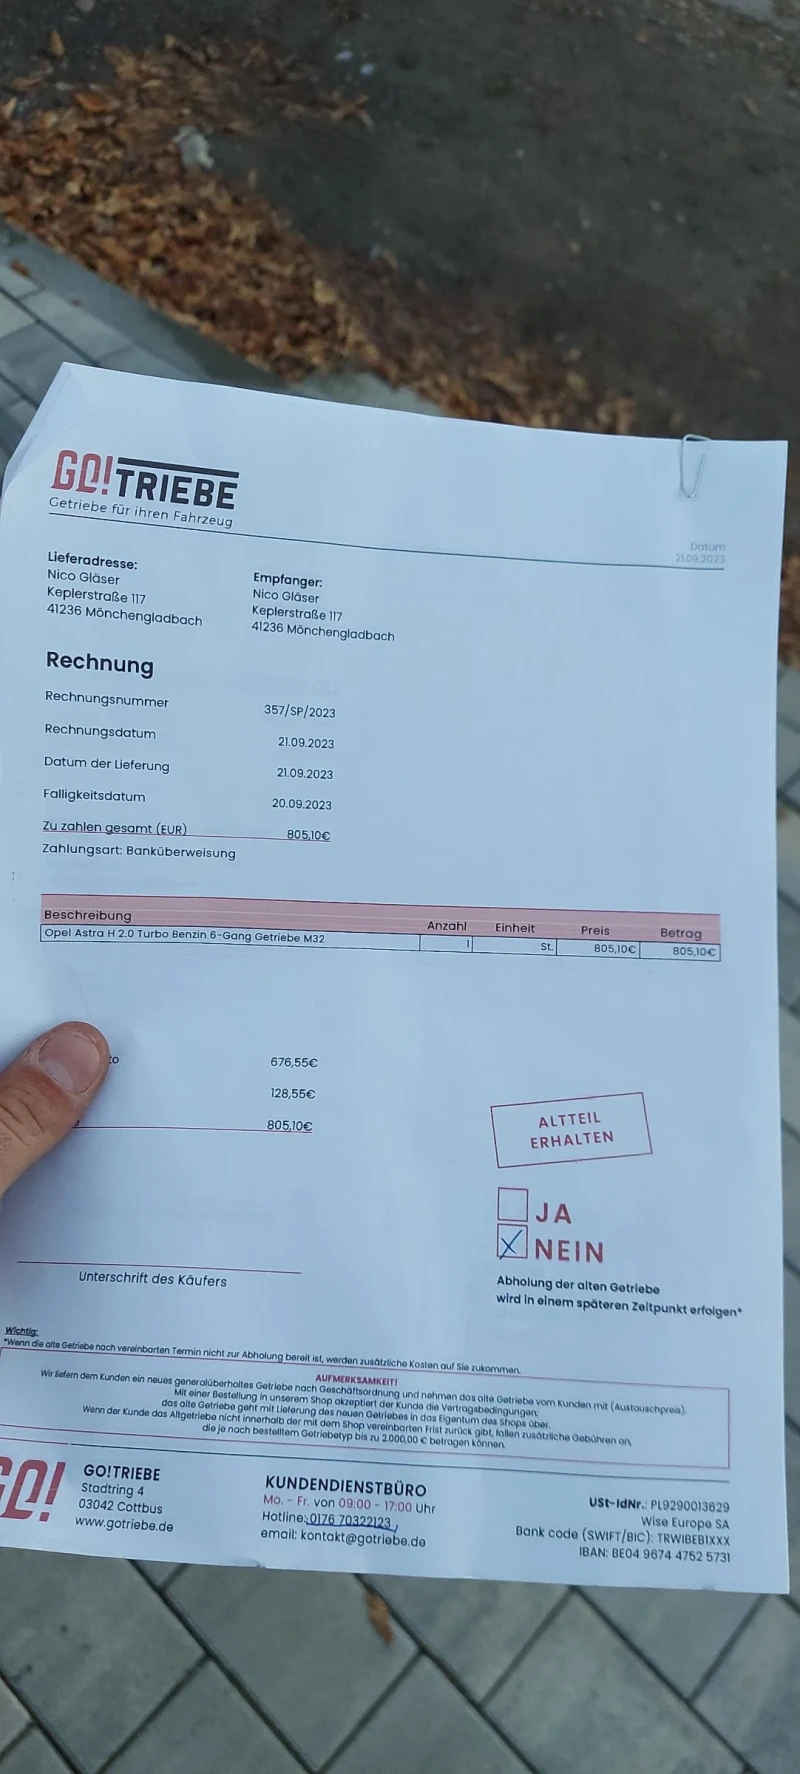 GO!TRIEBE
Getriebe für ihren Fahrzeug
Datum
21.09.2023
Lieferadresse:
Nico Gläser
Keplerstraße 117
41236 Mönchengladbach
Empfanger:
Nico Gläser
Keplerstraße 117
41236 Mönchengladbach
Rechnung
Rechnungsnummer 357/SP/2023
Rechnungsdatum 21.09.2023
Datum der Lieferung 21.09.2023
Falligkeitsdatum 20.09.2023
Zu zahlen gesamt (EUR) 805,10€
Zahlungsart: Banküberweisung
Beschreibung Anzahl Einheit Preis Betrag
Opel Astra H 2.0 Turbo Benzin 6-Gang Getriebe M32 1 St. 805,10€ 805,10€
676,55€
128,55€
805,10€
ALTTEIL
ERHALTEN
JA
NEIN
Abholung der alten Getriebe
wird in einem späteren Zeitpunkt erfolgen*
Unterschrift des Käufers
Wichtig:
*Wenn die alte Getriebe nach vereinbarten Termin nicht zur Abholung bereit ist, werden zusätzliche Kosten auf Sie zukommen.
AUFMERKSAMKEIT!
Wir liefern dem Kunden ein neues generalüberholtes Getriebe nach Geschäftsordnung und nehmen das alte Getriebe vom Kunden mit (Austauschpreis).
Mit einer Bestellung in unserem Shop akzeptiert der Kunde die Vertragsbedingungen:
das alte Getriebe geht mit Lieferung des neuen Getriebes in das Eigentum des Shops über.
Wenn der Kunde das Altgetriebe nicht innerhalb der mit dem Shop vereinbarten Frist zurück gibt, fallen zusätzliche Gebühren an,
die je nach bestelltem Getriebetyp bis zu 2.000,00 € betragen können.
GO!
GO!TRIEBE
Stadtring 4
03042 Cottbus
www.gotriebe.de
KUNDENDIENSTBÜRO
Mo. - Fr. von 09:00 - 17:00 Uhr
Hotline: 0176 70322123
email: kontakt@gotriebe.de
USt-IdNr.: PL9290013629
Wise Europe SA
Bank code (SWIFT/BIC): TRWIBEB1XXX
IBAN: BE04 9674 4752 5731